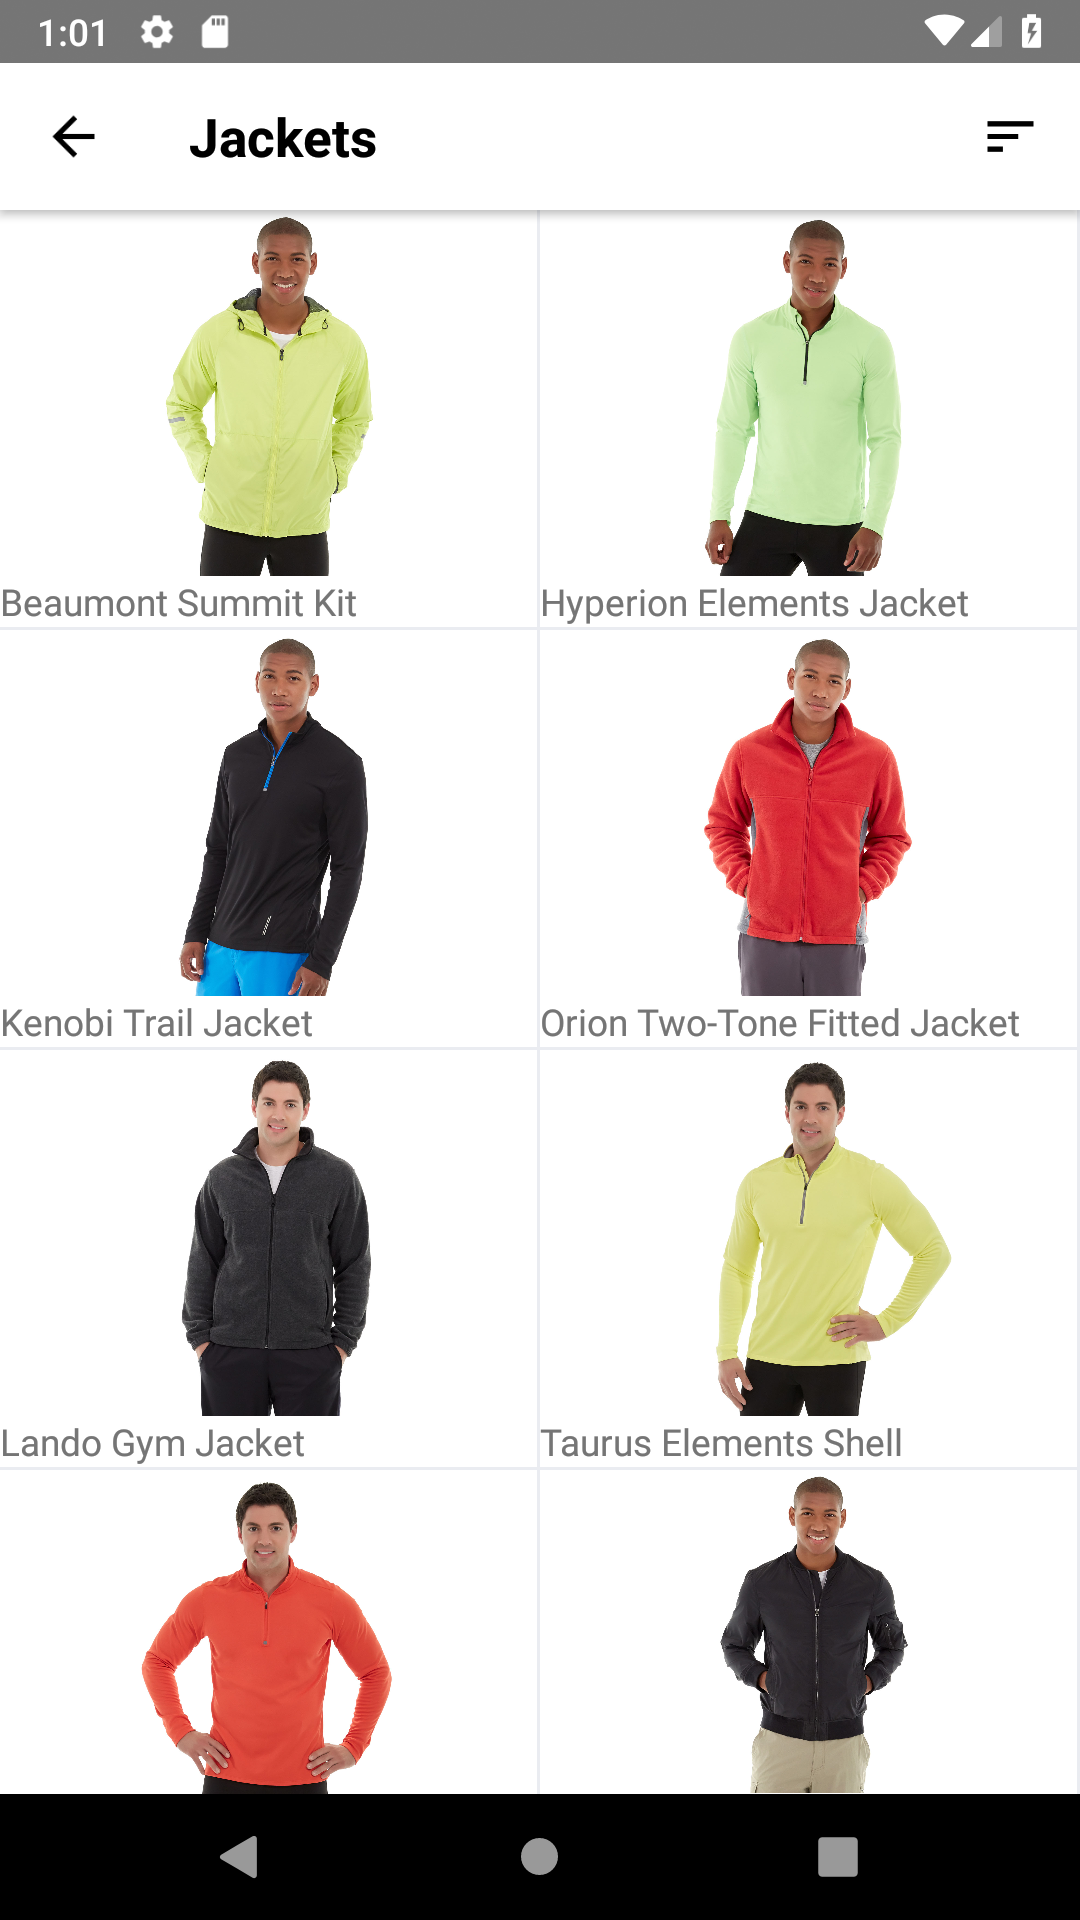 1:01
Jackets
Beaumont Summit Kit
Hyperion Elements Jacket
Kenobi Trail Jacket
Orion Two-Tone Fitted Jacket
Lando Gym Jacket
Taurus Elements Shell